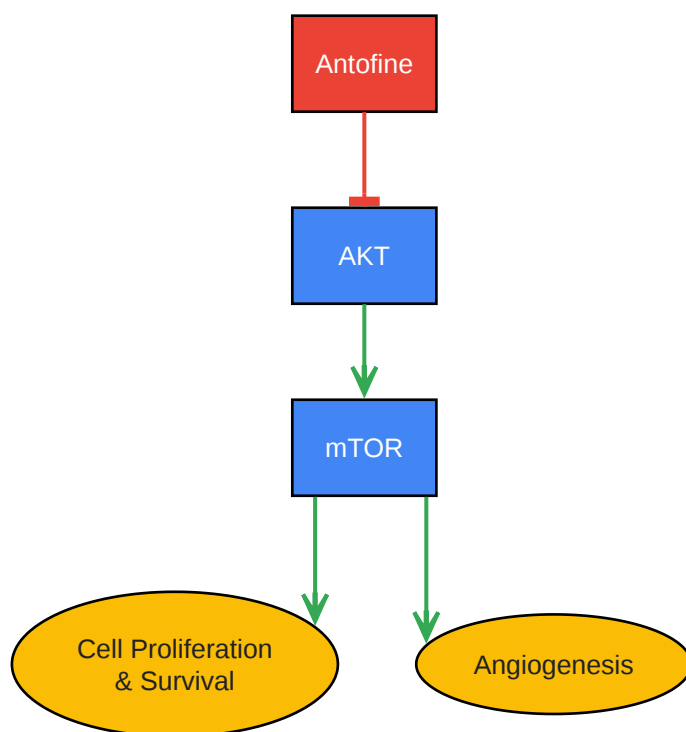 Antofine
AKT
mTOR
Cell Proliferation
& Survival
Angiogenesis